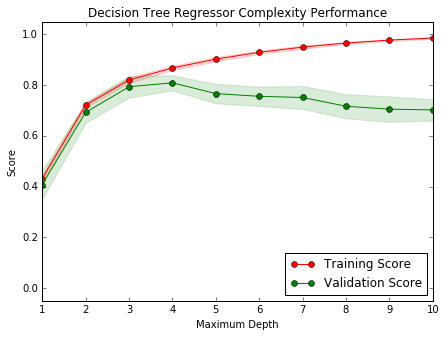 Decision Tree Regressor Complexity Performance
1.0
0.8
0.6
0.4
0.2
0.0
Score
1 2 3 4 5 6 7 8 9 10
Maximum Depth
Training Score
Validation Score